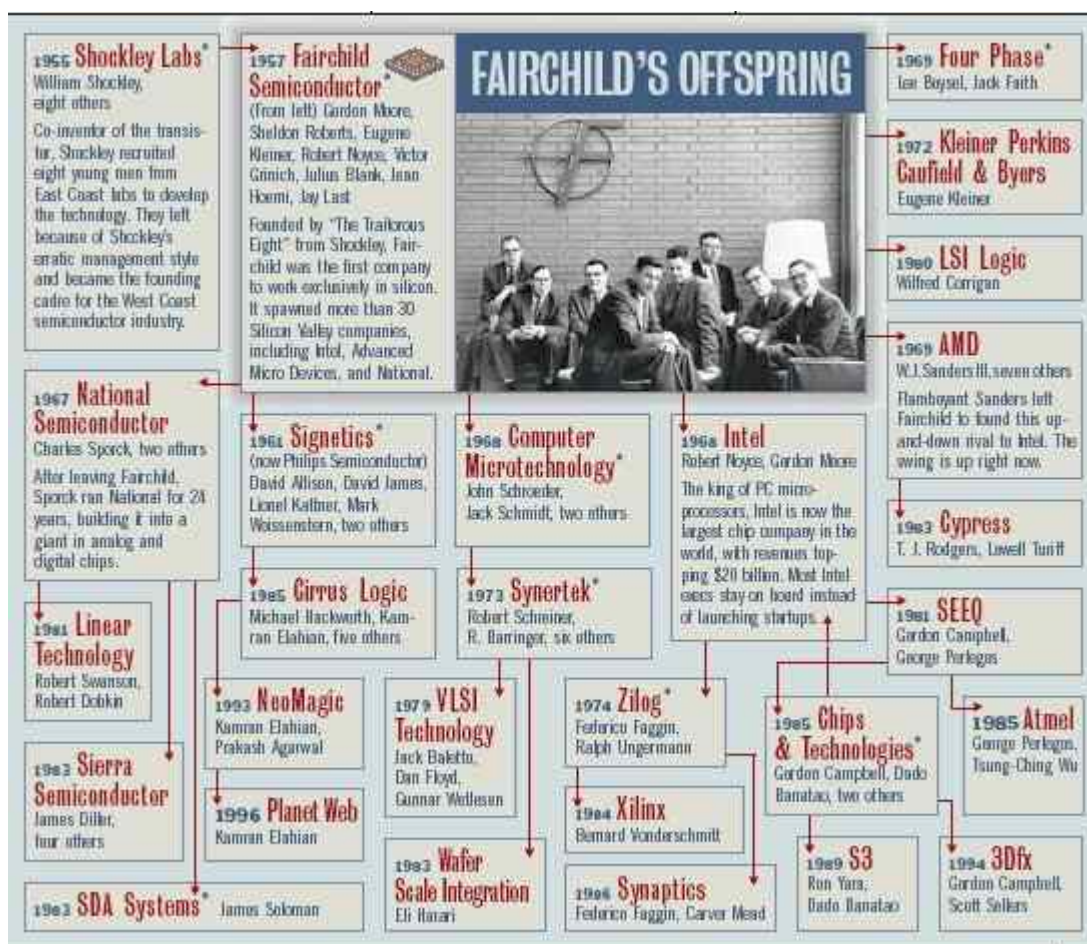 FAIRCHILD'S OFFSPRING
1955 Shockley Labs*
William Shockley,
eight others
Co-inventor of the transis-
tor, Shockley recruited
eight young men from
East Coast labs to develop
the technology. They left
because of Shockley's
erratic management style
and became the founding
cadre for the West Coast
semiconductor industry.
1957 Fairchild
Semiconductor*
(From left) Gordon Moore,
Sheldon Roberts, Eugene
Kleiner, Robert Noyce, Victor
Grinich, Julius Blank, Jean
Hoerni, Jay Last
Founded by "The Traitorous
Eight" from Shockley, Fair-
child was the first company
to work exclusively in silicon.
It spawned more than 30
Silicon Valley companies,
including Intel, Advanced
Micro Devices, and National.
1969 Four Phase*
Lee Boysel, Jack Faith
1972 Kleiner Perkins
Caufield & Byers
Eugene Kleiner
1980 LSI Logic
Wilfred Corrigan
1969 AMD
W.J. Sanders III, seven others
Flamboyant Sanders left
Fairchild to found this up-
and-down rival to Intel. The
swing is up right now.
1983 Cypress
T. J. Rodgers, Lowell Turiff
1967 National
Semiconductor
Charles Sporck, two others
After leaving Fairchild,
Sporck ran National for 24
years, building it into a
giant in analog and
digital chips.
1961 Signetics*
(now Philips Semiconductor)
David Allison, David James,
Lionel Kattner, Mark
Weissenstern, two others
1968 Computer
Microtechnology*
John Schroeder,
Jack Schmidt, two others
1968 Intel
Robert Noyce, Gordon Moore
The king of PC micro-
processors, Intel is now the
largest chip company in the
world, with revenues top-
ping $20 billion. Most Intel
execs stay on board instead
of launching startups.
1985 Cirrus Logic
Michael Hackworth, Kam-
ran Elahian, five others
1973 Synertek*
Robert Schreiner,
R. Barringer, six others
1981 SEEQ
Gordon Campbell,
George Perlegos
1981 Linear
Technology
Robert Swanson,
Robert Dobkin
1993 NeoMagic
Kamran Elahian,
Prakash Agarwal
1979 VLSI
Technology
Jack Baletto,
Dan Floyd,
Gunnar Wetlesen
1974 Zilog*
Federico Faggin,
Ralph Ungermann
1985 Chips
& Technologies*
Gordon Campbell, Dado
Banatao, two others
1985 Atmel
George Perlegos,
Tsung-Ching Wu
1983 Sierra
Semiconductor
James Diller,
four others
1996 Planet Web
Kamran Elahian
1984 Xilinx
Bernard Vonderschmitt
1983 Wafer
Scale Integration
Eli Harari
1986 Synaptics
Federico Faggin, Carver Mead
1989 S3
Ron Yara,
Dado Banatao
1994 3Dfx
Gordon Campbell,
Scott Sellers
1983 SDA Systems* James Soloman